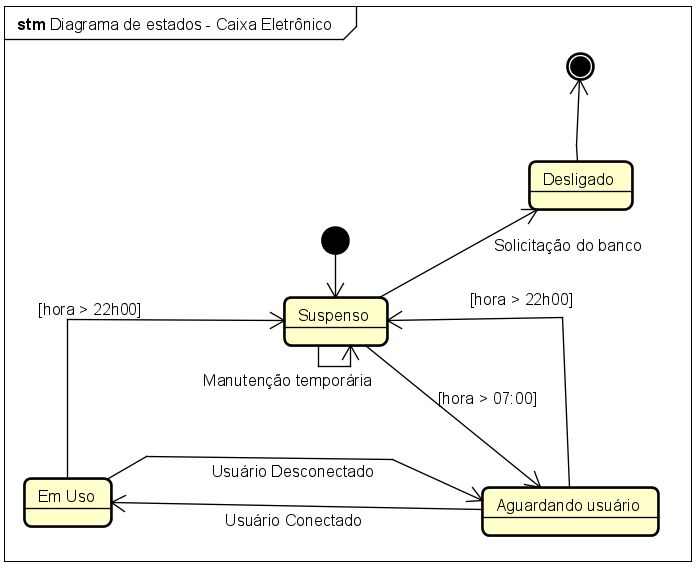 stm Diagrama de estados - Caixa Eletrônico
Desligado
Solicitação do banco
[hora > 22h00]
[hora > 22h00]
Suspenso
Manutenção temporária
[hora > 07:00]
Usuário Desconectado
Em Uso
Aguardando usuário
Usuário Conectado